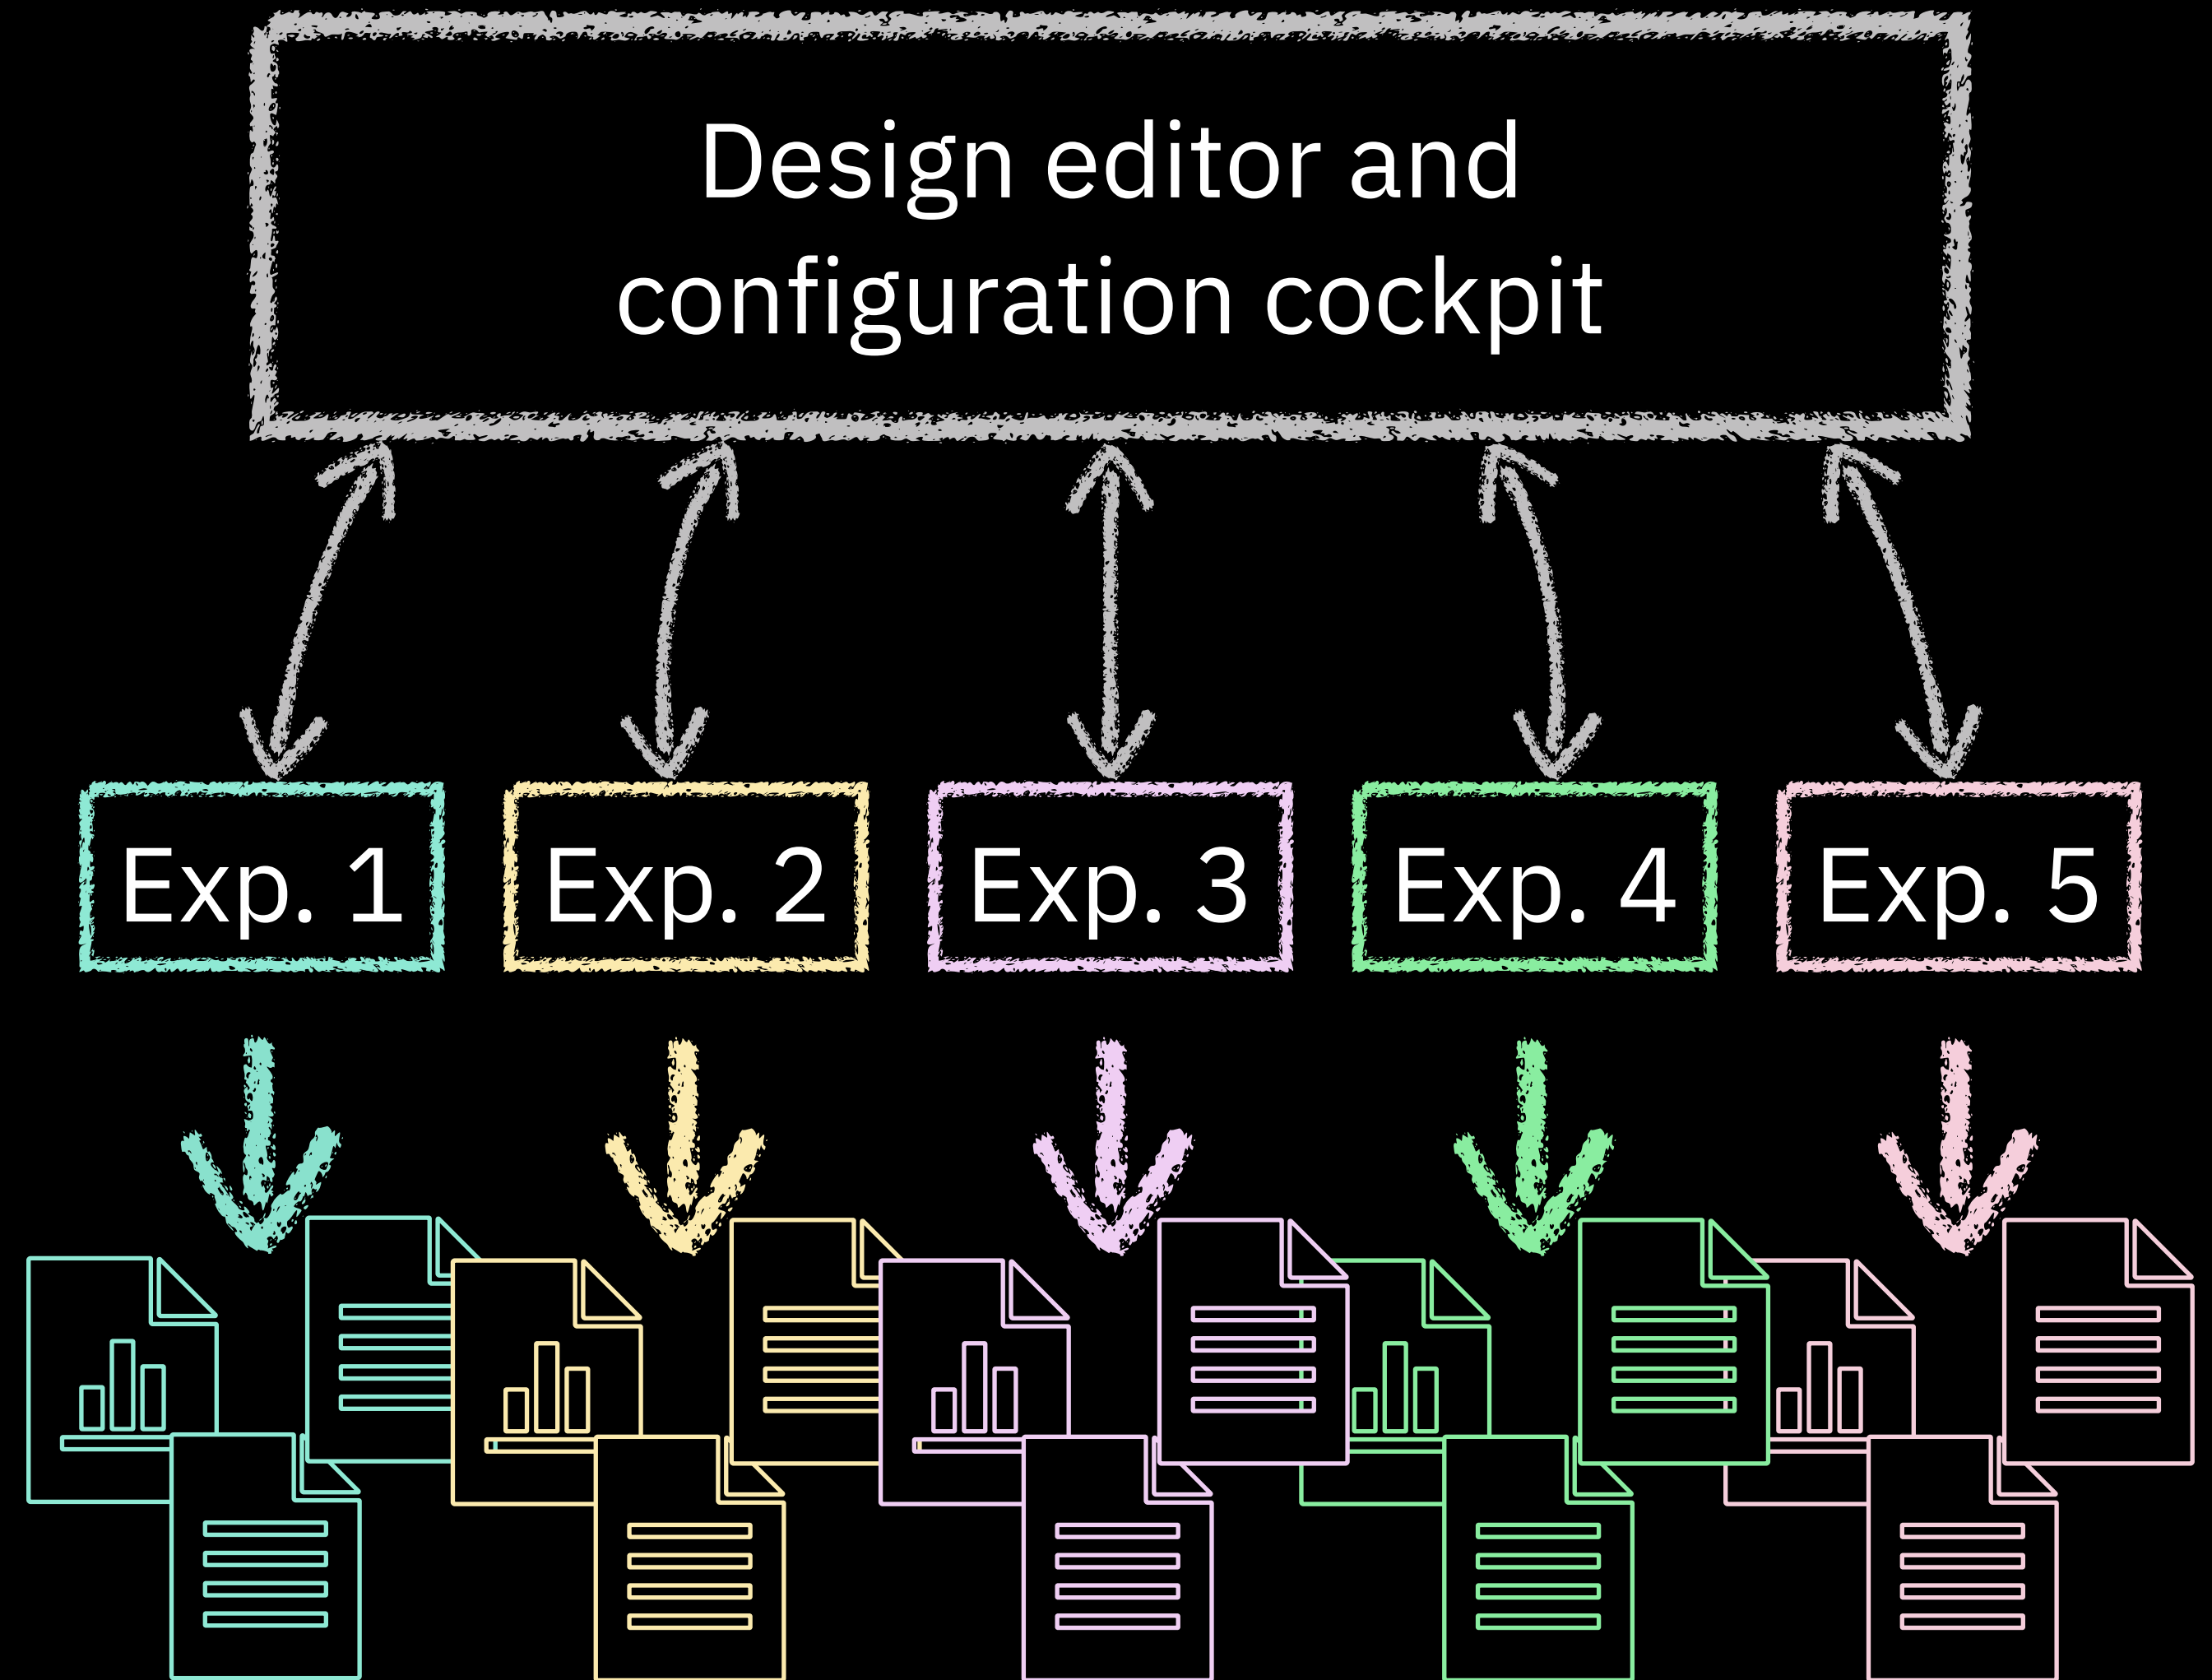 Design editor and
configuration cockpit
Exp. 1
Exp. 2
Exp. 3
Exp. 4
Exp. 5